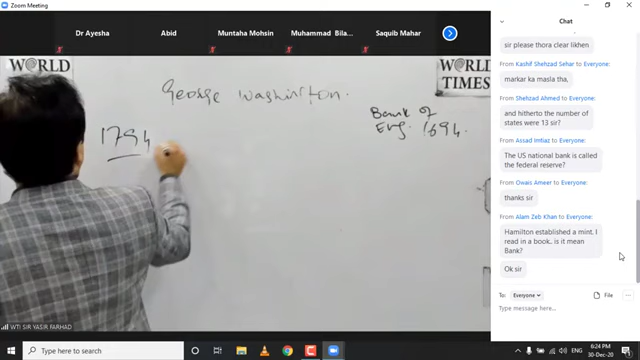 Zoom Meeting
Dr Ayesha
Abid
Muntaha Mohsin
Muhammad Bila...
Saquib Mahar
Chat
sir please thora clear likhen
From Kashif Shehzad Sehar to Everyone:
markar ka masla tha,
From Shehzad Ahmed to Everyone:
and hitherto the number of
states were 13 sir?
From Assad Imtiaz to Everyone:
The US national bank is called
the federal reserve?
From Owais Ameer to Everyone:
thanks sir
From Alam Zeb Khan to Everyone:
Hamilton established a mint. I
read in a book.. is it mean
Bank?
Ok sir
To: Everyone
File
Type message here...
WORLD
WORLD
TIMES
George Washinton.
Bank of
Eng. 1694.
1794
WTI SIR YASIR FARHAD
Type here to search
ENG
6:24 PM
30-Dec-20